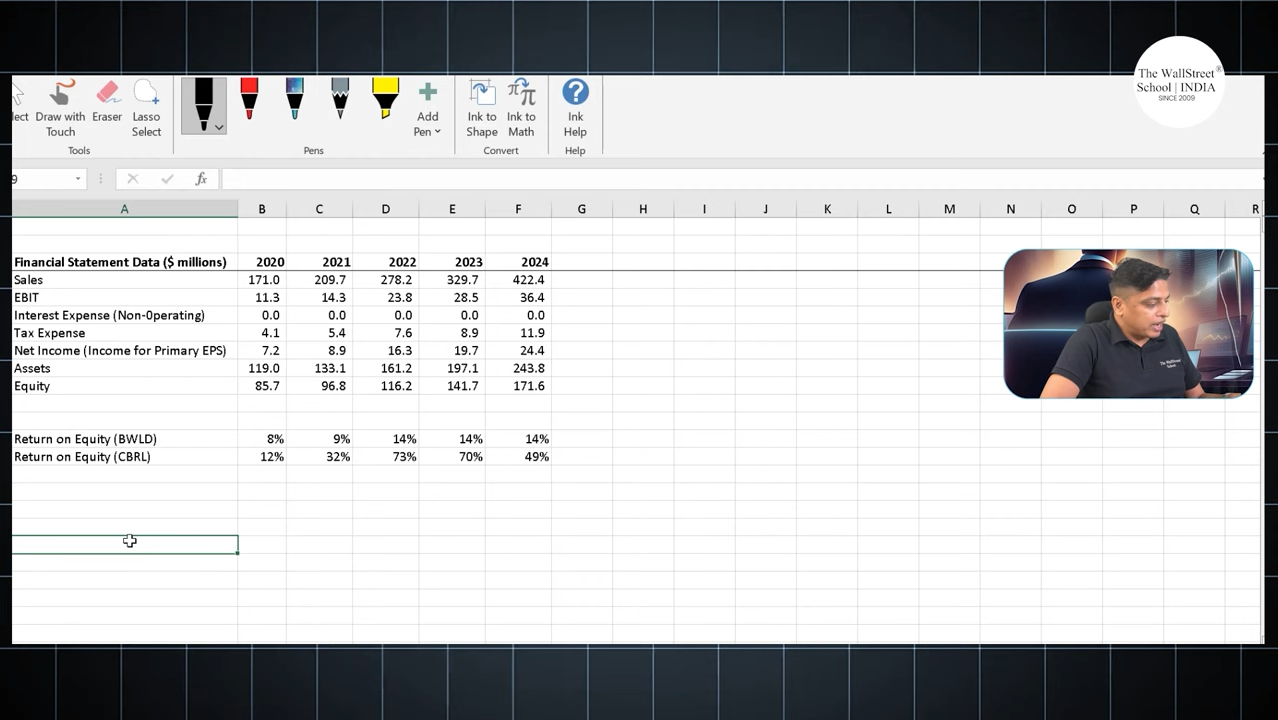 The WallStreet®
School | INDIA
SINCE 2009
Draw with Touch
Eraser
Lasso Select
Add Pen
Ink to Shape
Ink to Math
Ink Help
Tools
Pens
Convert
Help
9
fx
A B C D E F G H I J K L M N O P Q R
Financial Statement Data ($ millions) 2020 2021 2022 2023 2024
Sales 171.0 209.7 278.2 329.7 422.4
EBIT 11.3 14.3 23.8 28.5 36.4
Interest Expense (Non-0perating) 0.0 0.0 0.0 0.0 0.0
Tax Expense 4.1 5.4 7.6 8.9 11.9
Net Income (Income for Primary EPS) 7.2 8.9 16.3 19.7 24.4
Assets 119.0 133.1 161.2 197.1 243.8
Equity 85.7 96.8 116.2 141.7 171.6
Return on Equity (BWLD) 8% 9% 14% 14% 14%
Return on Equity (CBRL) 12% 32% 73% 70% 49%